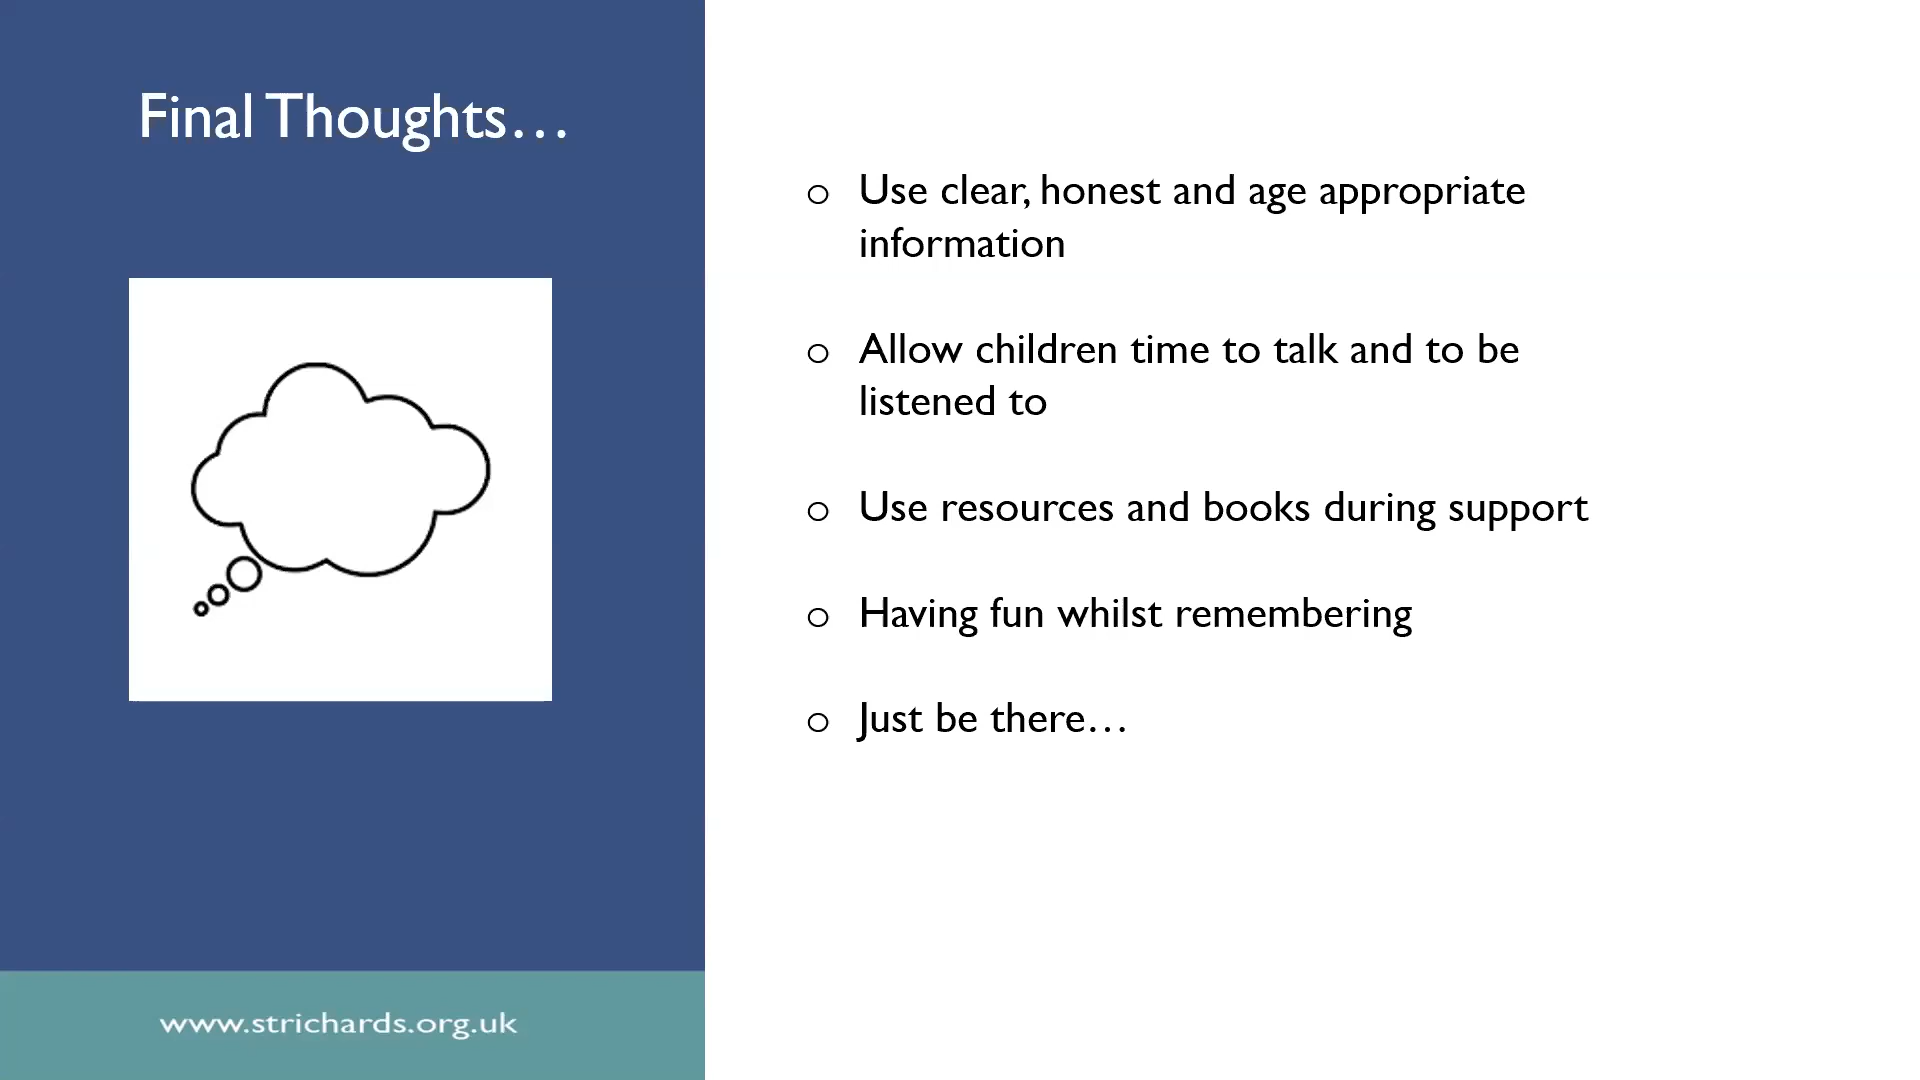 Final Thoughts…
o Use clear, honest and age appropriate
information
o Allow children time to talk and to be
listened to
o Use resources and books during support
o Having fun whilst remembering
o Just be there…
www.strichards.org.uk